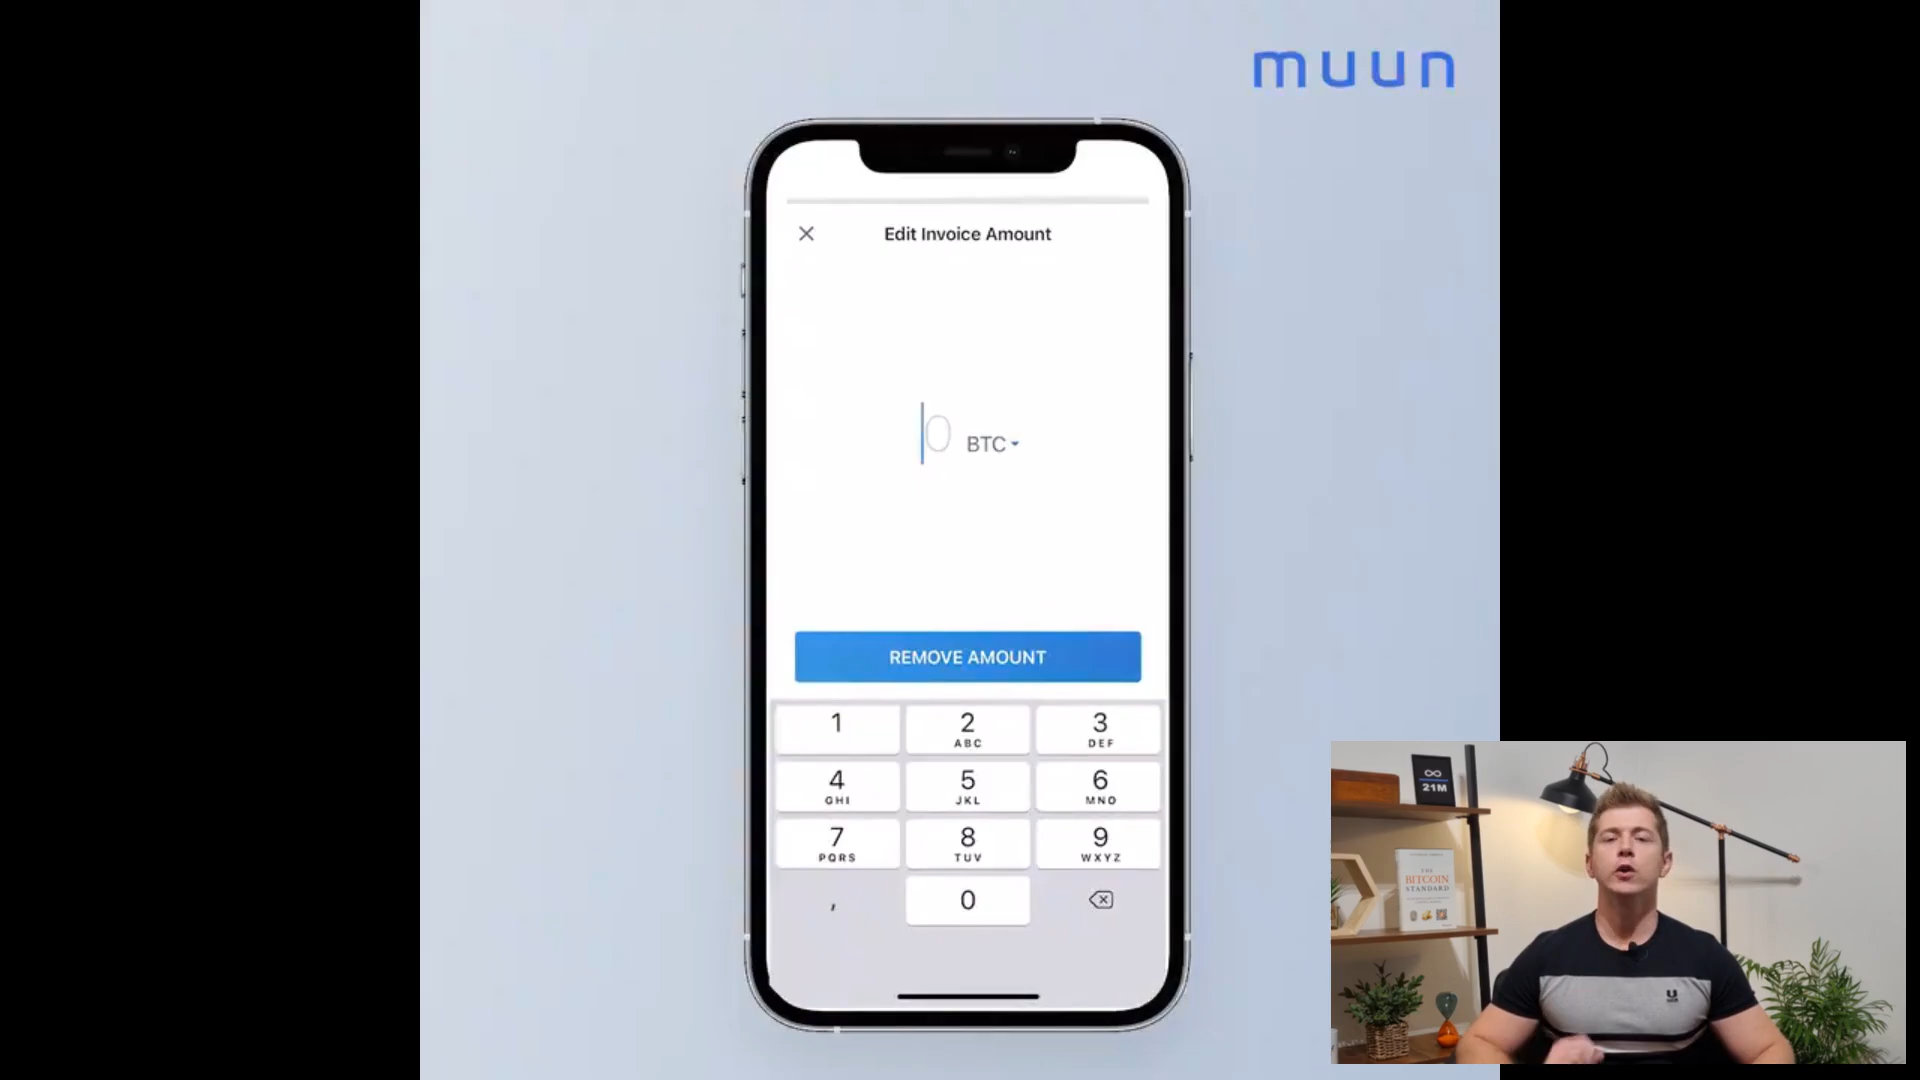 muun
Edit Invoice Amount
0 BTC
REMOVE AMOUNT
1
2
ABC
3
DEF
4
GHI
5
JKL
6
MNO
7
PQRS
8
TUV
9
WXYZ
,
0
∞
21M
THE
BITCOIN
STANDARD
U